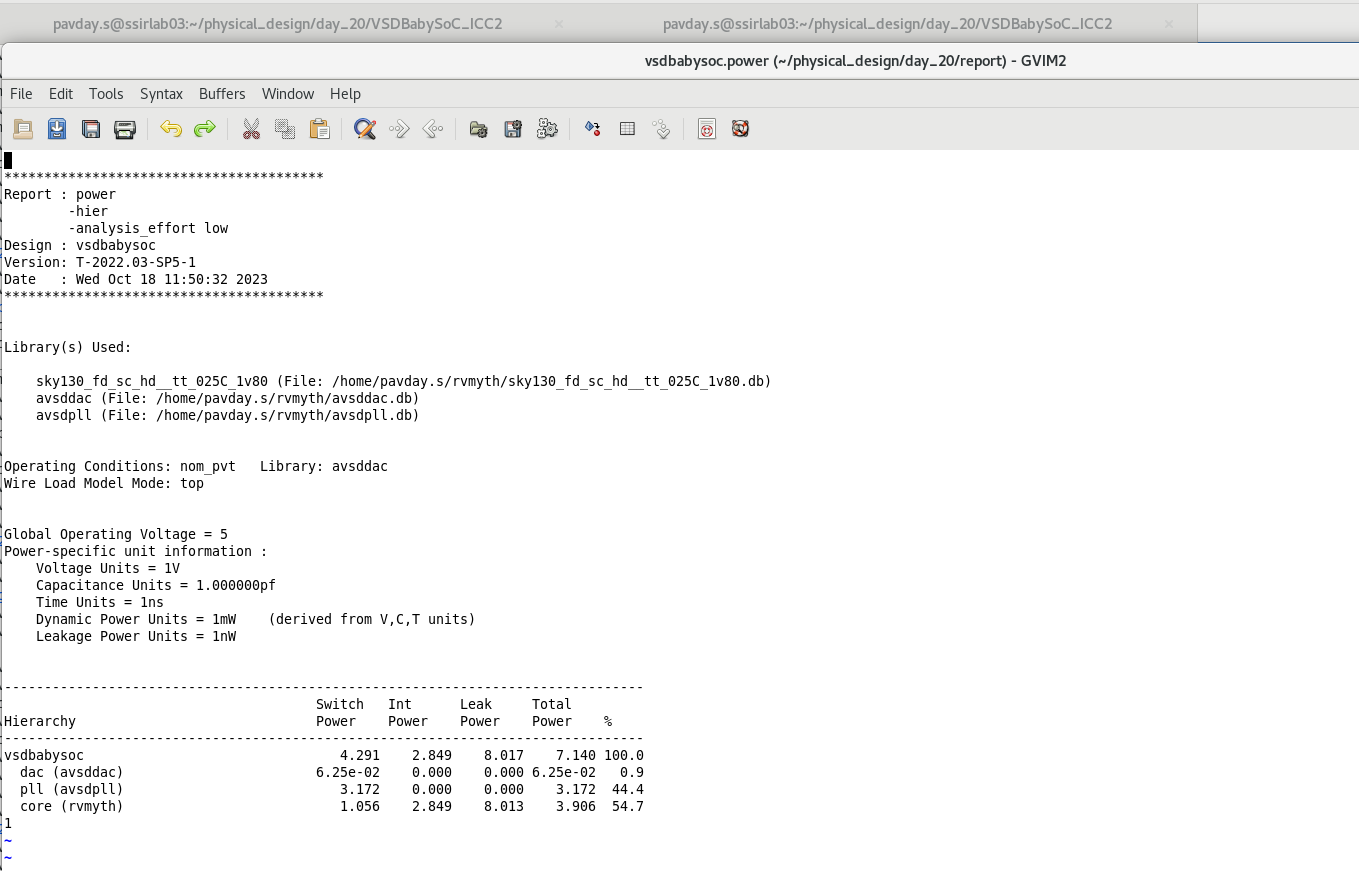 pavday.s@ssirlab03:~/physical_design/day_20/VSDBabySoC_ICC2 × pavday.s@ssirlab03:~/physical_design/day_20/VSDBabySoC_ICC2 ×
vsdbabysoc.power (~/physical_design/day_20/report) - GVIM2
File Edit Tools Syntax Buffers Window Help
****************************************
Report : power
        -hier
        -analysis_effort low
Design : vsdbabysoc
Version: T-2022.03-SP5-1
Date   : Wed Oct 18 11:50:32 2023
****************************************
Library(s) Used:
    sky130_fd_sc_hd__tt_025C_1v80 (File: /home/pavday.s/rvmyth/sky130_fd_sc_hd__tt_025C_1v80.db)
    avsddac (File: /home/pavday.s/rvmyth/avsddac.db)
    avsdpll (File: /home/pavday.s/rvmyth/avsdpll.db)
Operating Conditions: nom_pvt   Library: avsddac
Wire Load Model Mode: top
Global Operating Voltage = 5
Power-specific unit information :
    Voltage Units = 1V
    Capacitance Units = 1.000000pf
    Time Units = 1ns
    Dynamic Power Units = 1mW    (derived from V,C,T units)
    Leakage Power Units = 1nW
--------------------------------------------------------------------------------
                                       Switch   Int      Leak     Total
Hierarchy                              Power    Power    Power    Power    %
--------------------------------------------------------------------------------
vsdbabysoc                                4.291    2.849    8.017    7.140 100.0
  dac (avsddac)                        6.25e-02    0.000    0.000 6.25e-02   0.9
  pll (avsdpll)                           3.172    0.000    0.000    3.172  44.4
  core (rvmyth)                           1.056    2.849    8.013    3.906  54.7
1
~
~